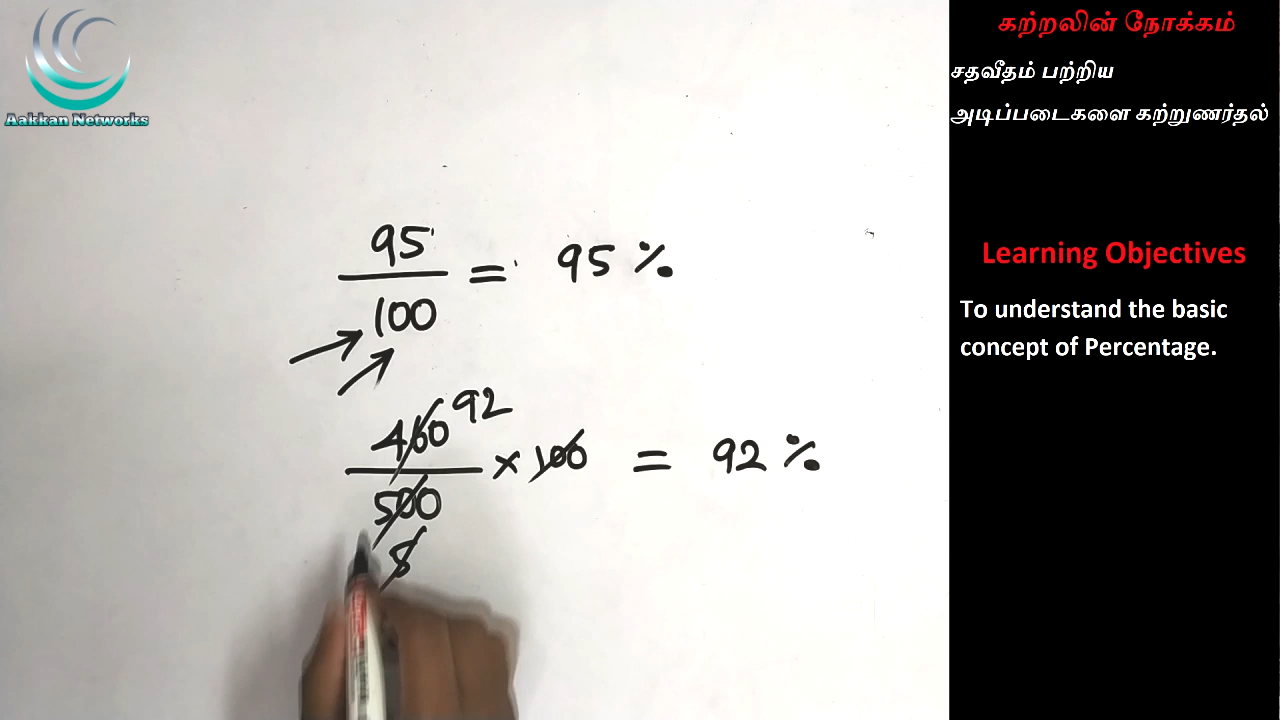 Aakkan Networks
95
100
= 95 %
460 92
500
× 100 = 92 %
5
கற்றலின் நோக்கம்
சதவீதம் பற்றிய
அடிப்படைகளை கற்றுணர்தல்
Learning Objectives
To understand the basic
concept of Percentage.